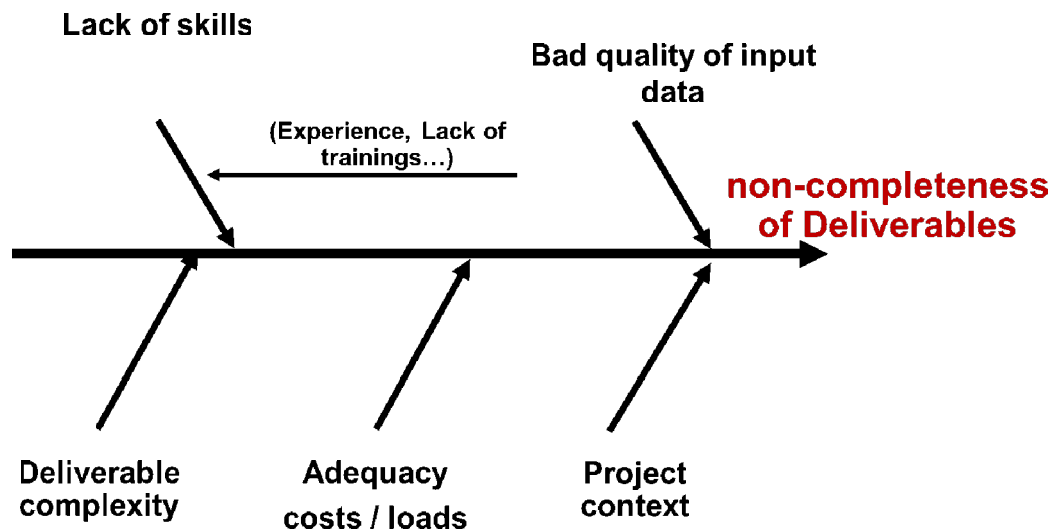 Lack of skills
Bad quality of input
data
(Experience, Lack of
trainings...)
non-completeness
of Deliverables
Deliverable
complexity
Adequacy
costs / loads
Project
context